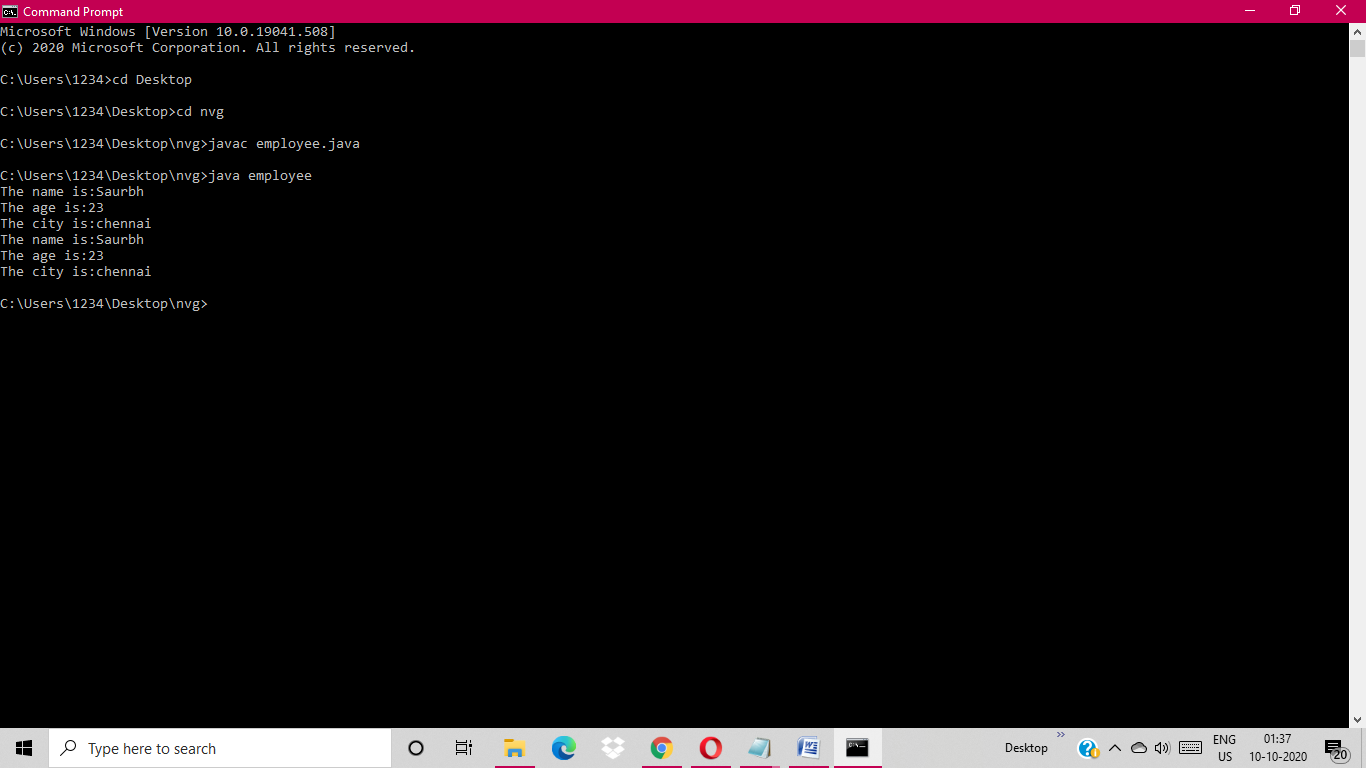 Command Prompt
Microsoft Windows [Version 10.0.19041.508]
(c) 2020 Microsoft Corporation. All rights reserved.
C:\Users\1234>cd Desktop
C:\Users\1234\Desktop>cd nvg
C:\Users\1234\Desktop\nvg>javac employee.java
C:\Users\1234\Desktop\nvg>java employee
The name is:Saurbh
The age is:23
The city is:chennai
The name is:Saurbh
The age is:23
The city is:chennai
C:\Users\1234\Desktop\nvg>
Type here to search
Desktop
ENG
US
01:37
10-10-2020
20